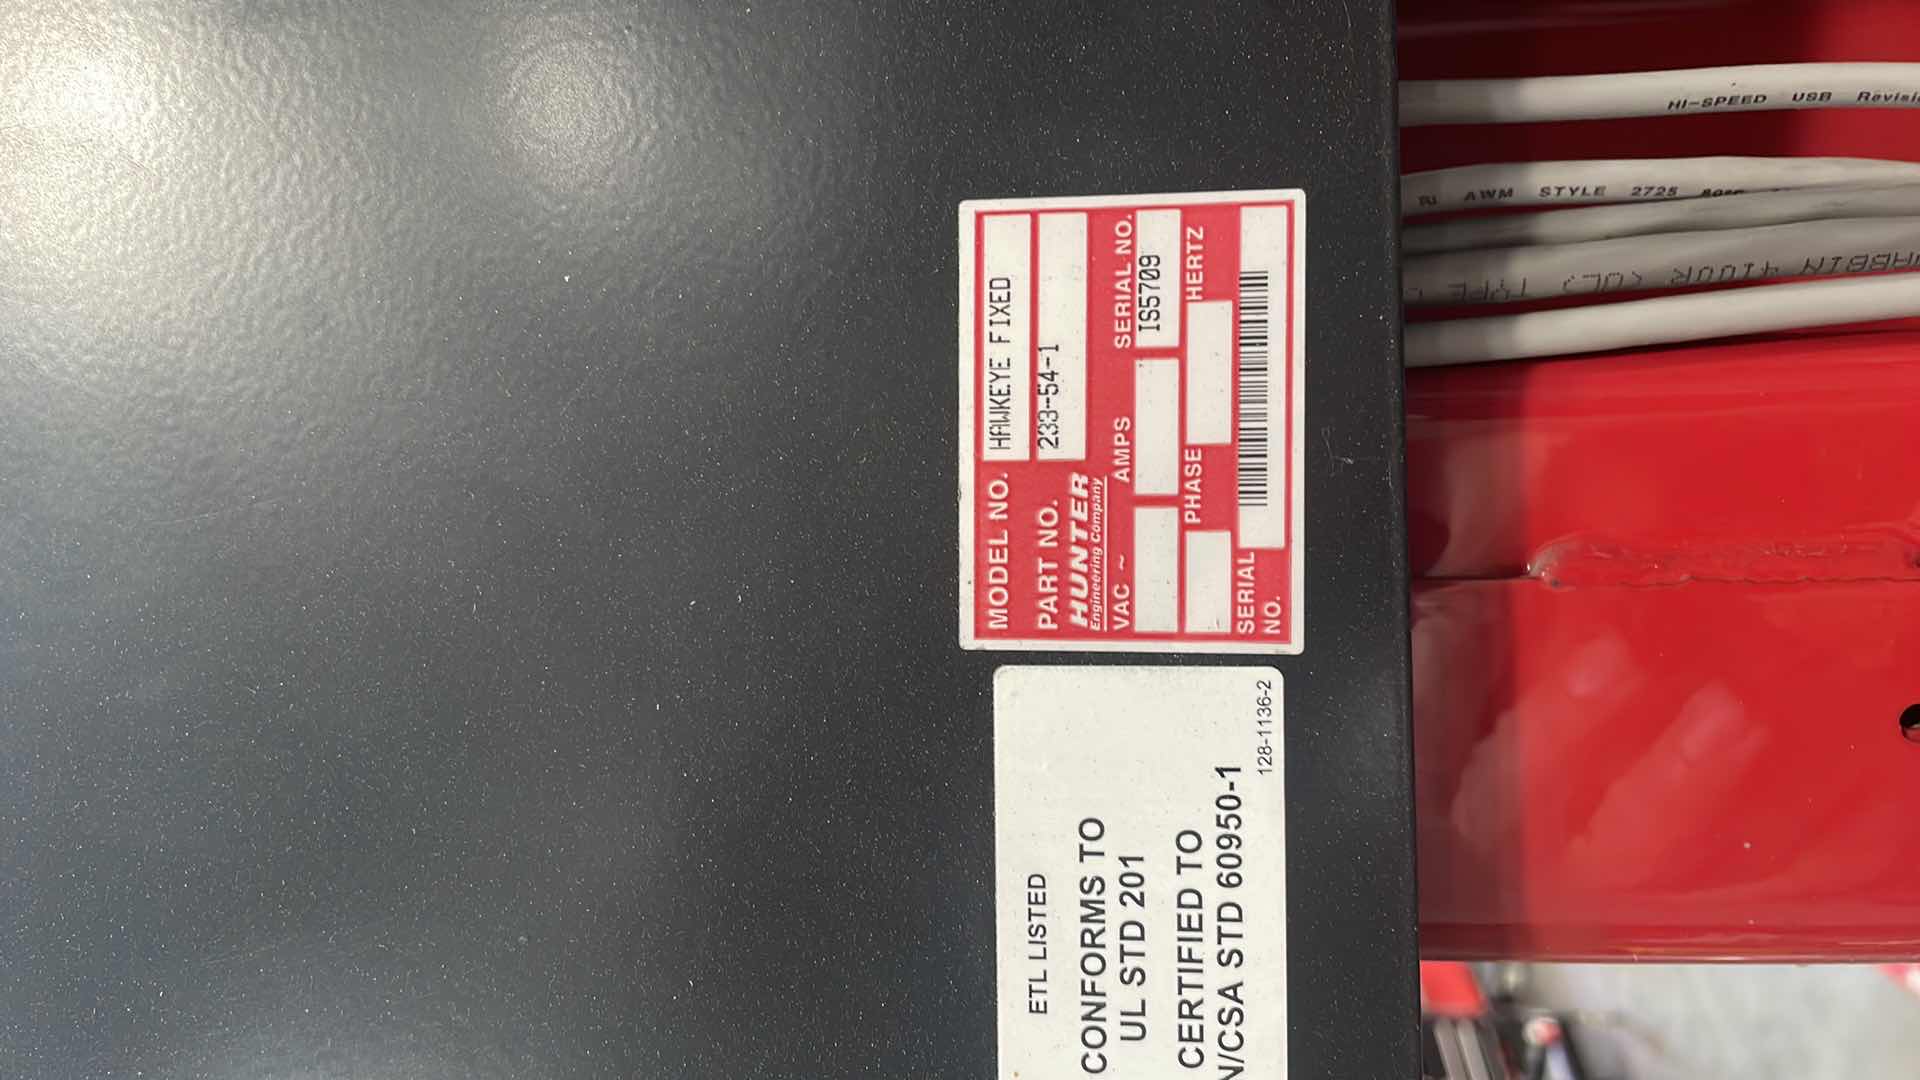 MODEL NO. HAWKEYE FIXED
PART NO. 233-54-1
HUNTER
Engineering Company
VAC ~ AMPS SERIAL NO.
IS5709
PHASE HERTZ
SERIAL
NO.
ETL LISTED
CONFORMS TO
UL STD 201
CERTIFIED TO
N/CSA STD 60950-1
128-1136-2
HI-SPEED USB Revisi
AWM STYLE 2725